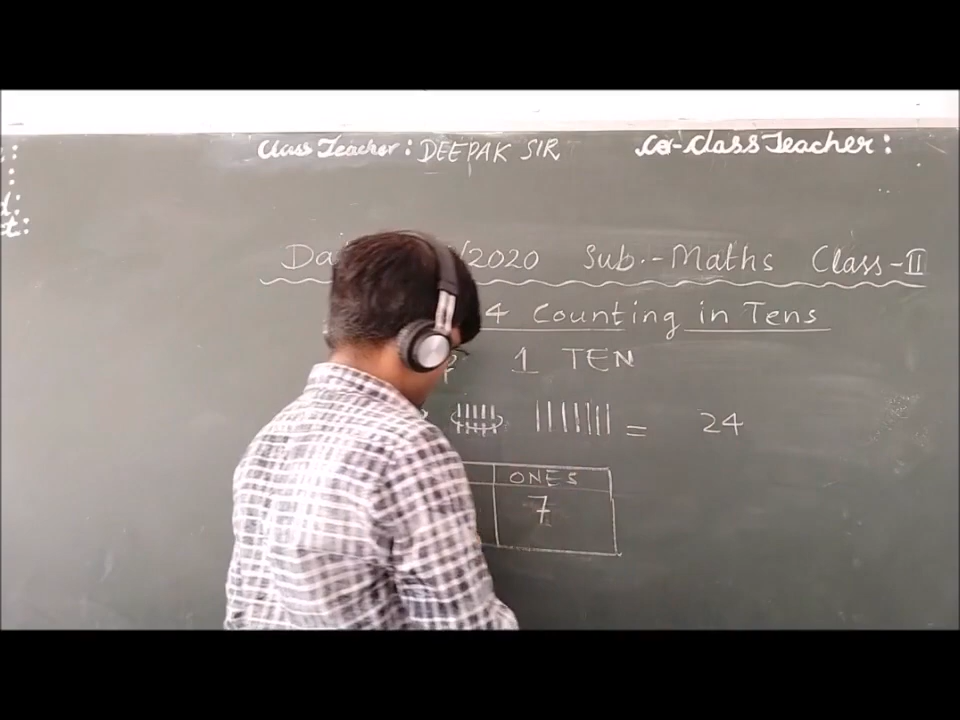 Class Teacher: DEEPAK SIR Co-Class Teacher:
t:
/2020 Sub.-Maths Class-II
4 Counting in Tens
1 TEN
= 24
ONES
7